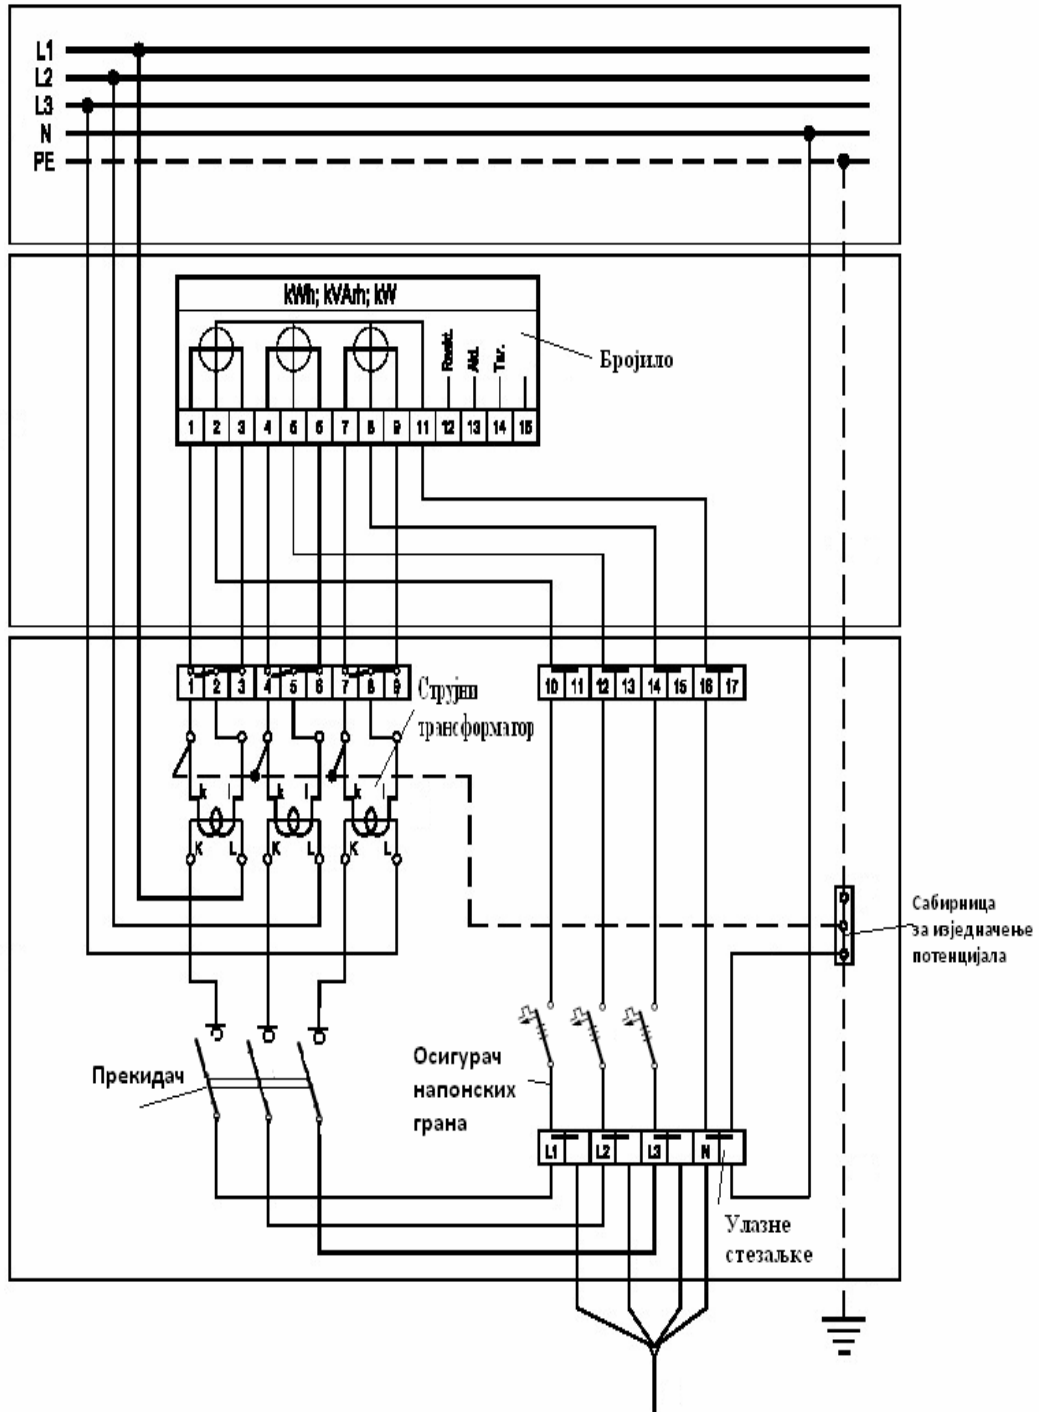 L1
L2
L3
N
PE
kWh; kVArh; kW
Reakt.
Akt.
Tar.
Бројило
1 2 3 4 5 6 7 8 9 11 12 13 14 15
1 2 3 4 5 6 7 8 9
10 11 12 13 14 15 16 17
Струјни
трансформатор
k l k l k l
K L K L K L
Сабирница
за изједначење
потенцијала
Прекидач
Осигурач
напонских
грана
L1 L2 L3 N
Улазне
стезаљке